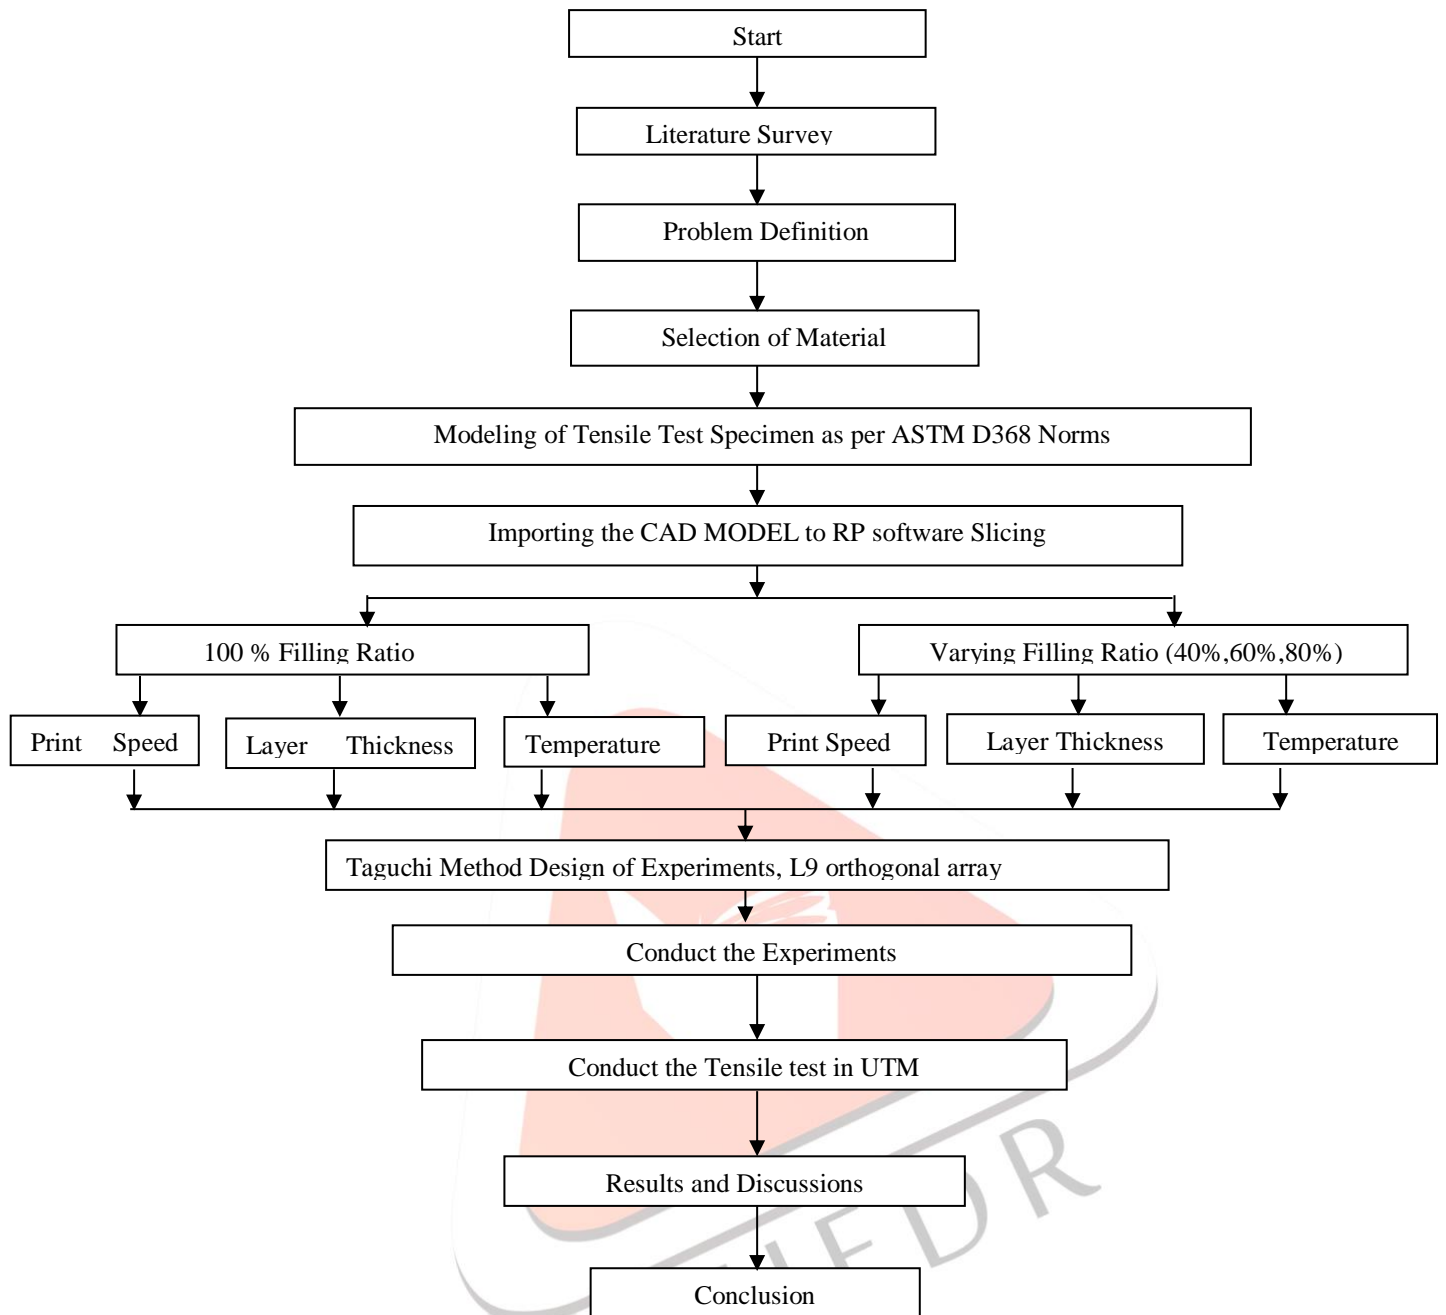 Start
Literature Survey
Problem Definition
Selection of Material
Modeling of Tensile Test Specimen as per ASTM D368 Norms
Importing the CAD MODEL to RP software Slicing
100 % Filling Ratio
Varying Filling Ratio (40%,60%,80%)
Print Speed
Layer Thickness
Temperature
Print Speed
Layer Thickness
Temperature
Taguchi Method Design of Experiments, L9 orthogonal array
Conduct the Experiments
Conduct the Tensile test in UTM
Results and Discussions
Conclusion